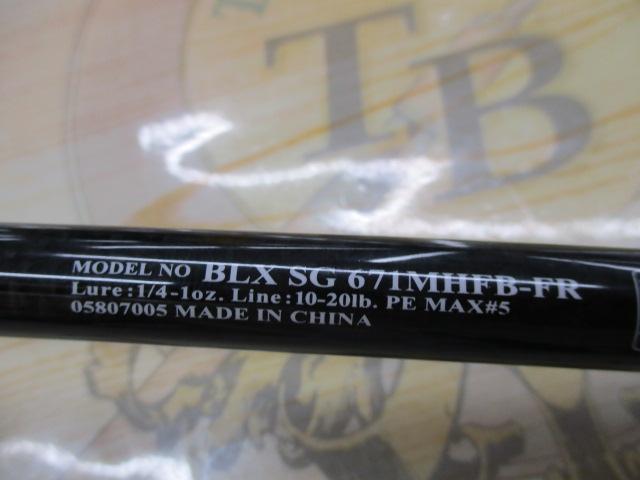 TB
MODEL NO BLX SG 671MHFB-FR
Lure:1/4-1oz. Line:10-20lb. PE MAX#5
05807005 MADE IN CHINA